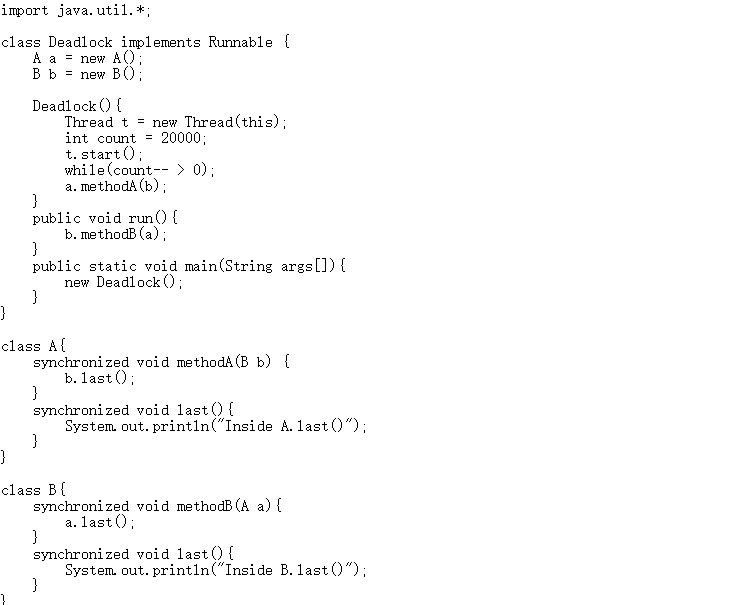 import java.util.*;
class Deadlock implements Runnable {
A a = new A();
B b = new B();
Deadlock(){
Thread t = new Thread(this);
int count = 20000;
t.start();
while(count-- > 0);
a.methodA(b);
}
public void run(){
b.methodB(a);
}
public static void main(String args[]){
new Deadlock();
}
}
class A{
synchronized void methodA(B b) {
b.last();
}
synchronized void last(){
System.out.println("Inside A.last()");
}
}
class B{
synchronized void methodB(A a){
a.last();
}
synchronized void last(){
System.out.println("Inside B.last()");
}
}